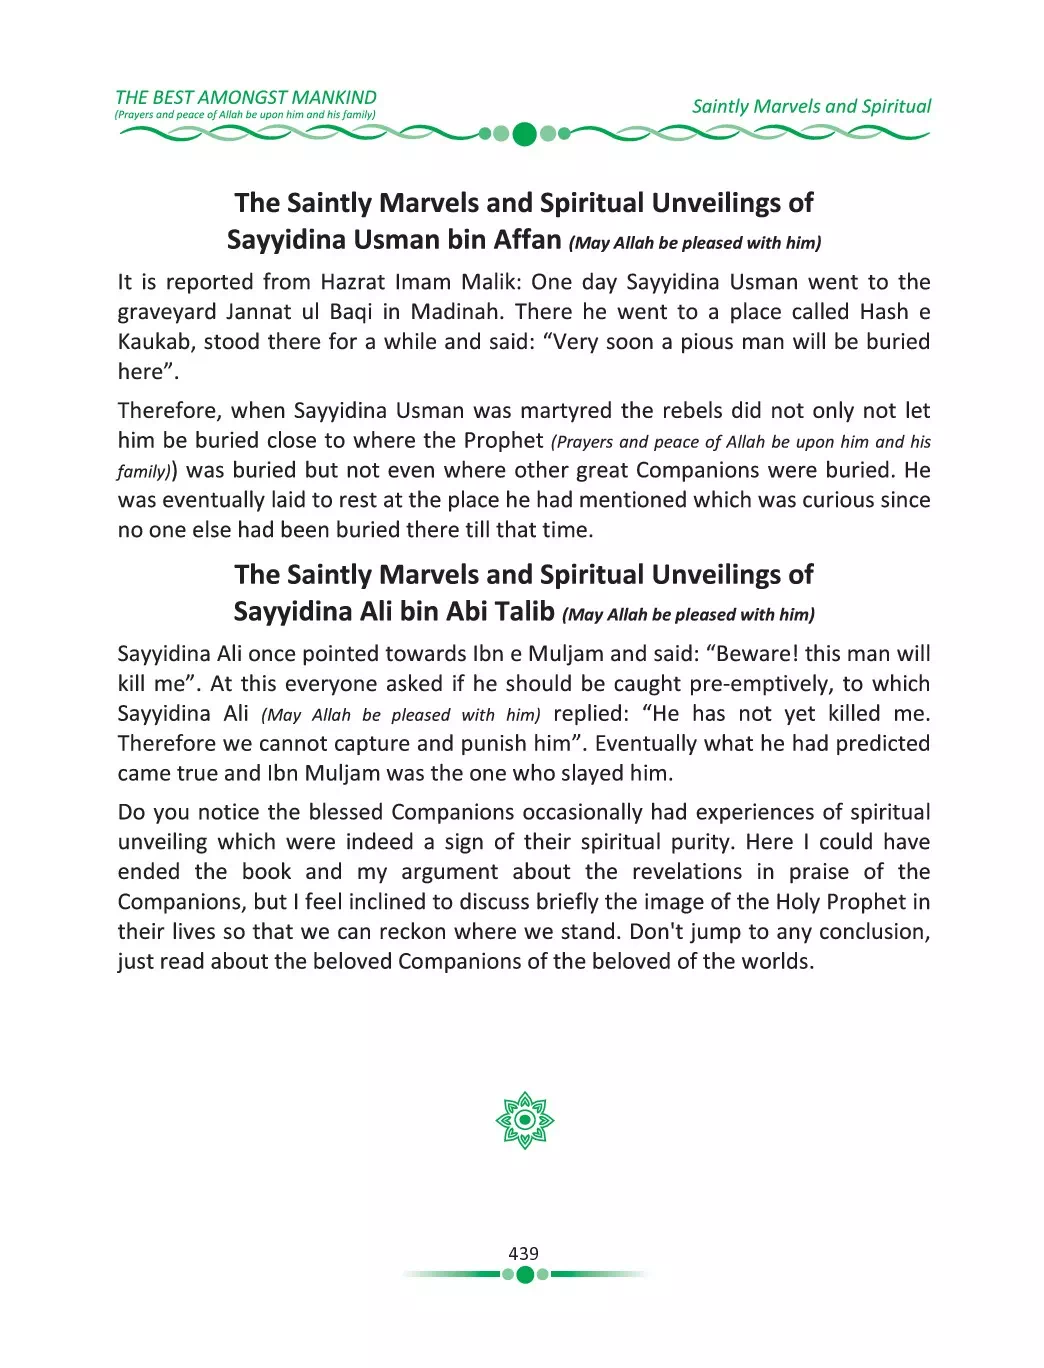 THE BEST AMONGST MANKIND
(Prayers and peace of Allah be upon him and his family)
Saintly Marvels and Spiritual
The Saintly Marvels and Spiritual Unveilings of
Sayyidina Usman bin Affan (May Allah be pleased with him)
It is reported from Hazrat Imam Malik: One day Sayyidina Usman went to the
graveyard Jannat ul Baqi in Madinah. There he went to a place called Hash e
Kaukab, stood there for a while and said: “Very soon a pious man will be buried
here”.
Therefore, when Sayyidina Usman was martyred the rebels did not only not let
him be buried close to where the Prophet (Prayers and peace of Allah be upon him and his
family)) was buried but not even where other great Companions were buried. He
was eventually laid to rest at the place he had mentioned which was curious since
no one else had been buried there till that time.
The Saintly Marvels and Spiritual Unveilings of
Sayyidina Ali bin Abi Talib (May Allah be pleased with him)
Sayyidina Ali once pointed towards Ibn e Muljam and said: “Beware! this man will
kill me”. At this everyone asked if he should be caught pre-emptively, to which
Sayyidina Ali (May Allah be pleased with him) replied: “He has not yet killed me.
Therefore we cannot capture and punish him”. Eventually what he had predicted
came true and Ibn Muljam was the one who slayed him.
Do you notice the blessed Companions occasionally had experiences of spiritual
unveiling which were indeed a sign of their spiritual purity. Here I could have
ended the book and my argument about the revelations in praise of the
Companions, but I feel inclined to discuss briefly the image of the Holy Prophet in
their lives so that we can reckon where we stand. Don't jump to any conclusion,
just read about the beloved Companions of the beloved of the worlds.
439